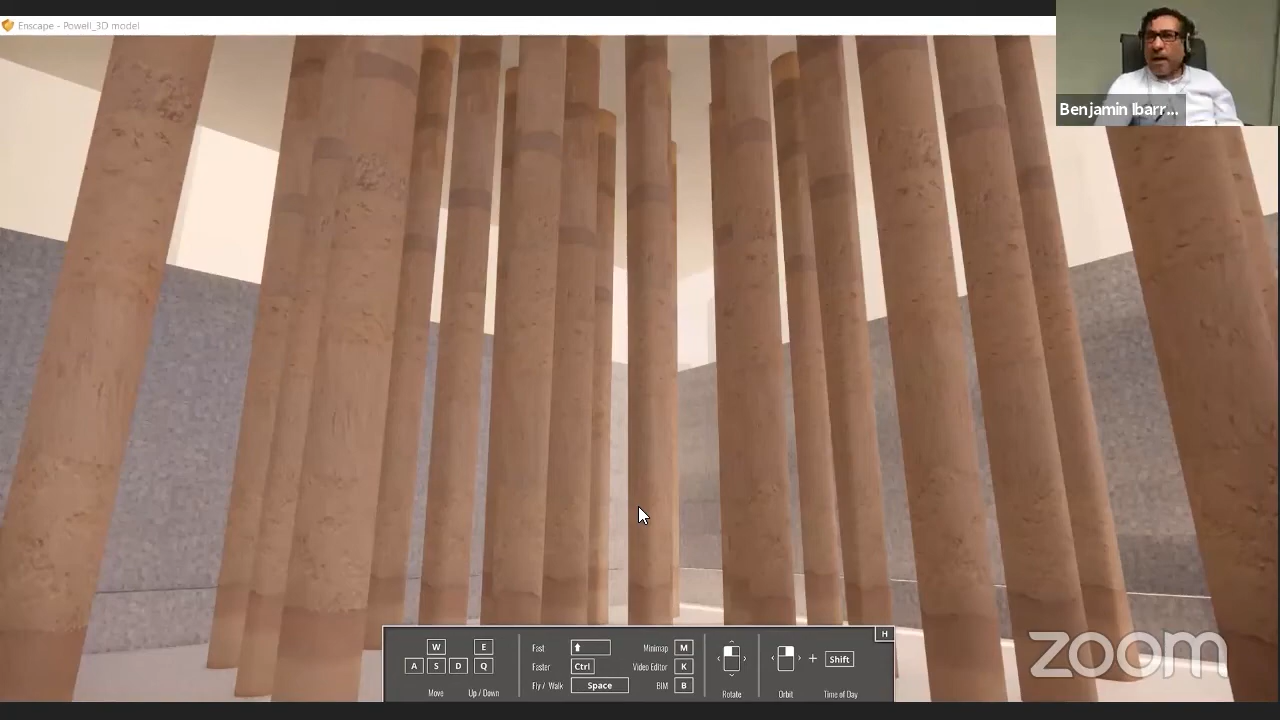 Enscape - Powell_3D model
Benjamin Ibarr...
H
W E
A S D Q
Move Up / Down
Fast
Faster Ctrl
Fly / Walk Space
Minimap M
Video Editor K
BIM B
Rotate
Orbit
+ Shift
Time of Day
zoom